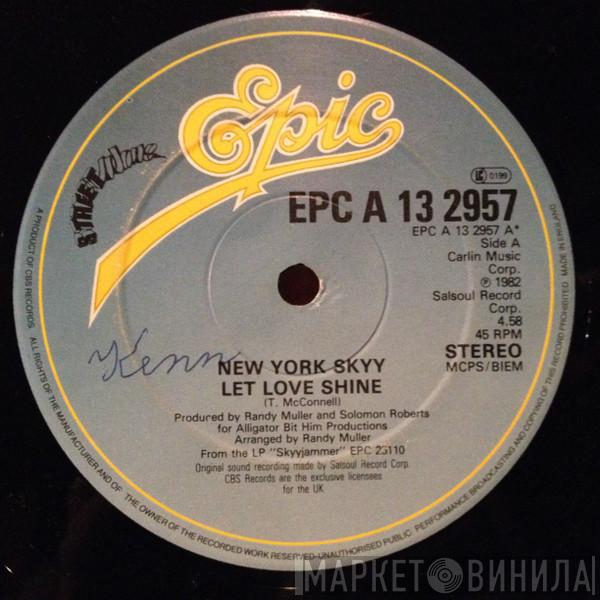 Epic
STREETWAVE
EPC A 13 2957
0199
EPC A 13 2957 A*
Side A
Carlin Music
Corp.
℗ 1982
Salsoul Record
Corp.
4.58
45 RPM
STEREO
MCPS/BIEM
Kenn
NEW YORK SKYY
LET LOVE SHINE
(T. McConnell)
Produced by Randy Muller and Solomon Roberts
for Alligator Bit Him Productions
Arranged by Randy Muller
From the LP "Skyyjammer" EPC 25110
Original sound recording made by Salsoul Record Corp.
CBS Records are the exclusive licensees
for the UK
A PRODUCT OF CBS RECORDS. ALL RIGHTS OF THE MANUFACTURER AND OF THE OWNER OF THE RECORDED WORK RESERVED-UNAUTHORISED PUBLIC PERFORMANCE BROADCASTING AND COPYING OF THIS RECORD PROHIBITED MADE IN ENGLAND
МАРКЕТ ВИНИЛА